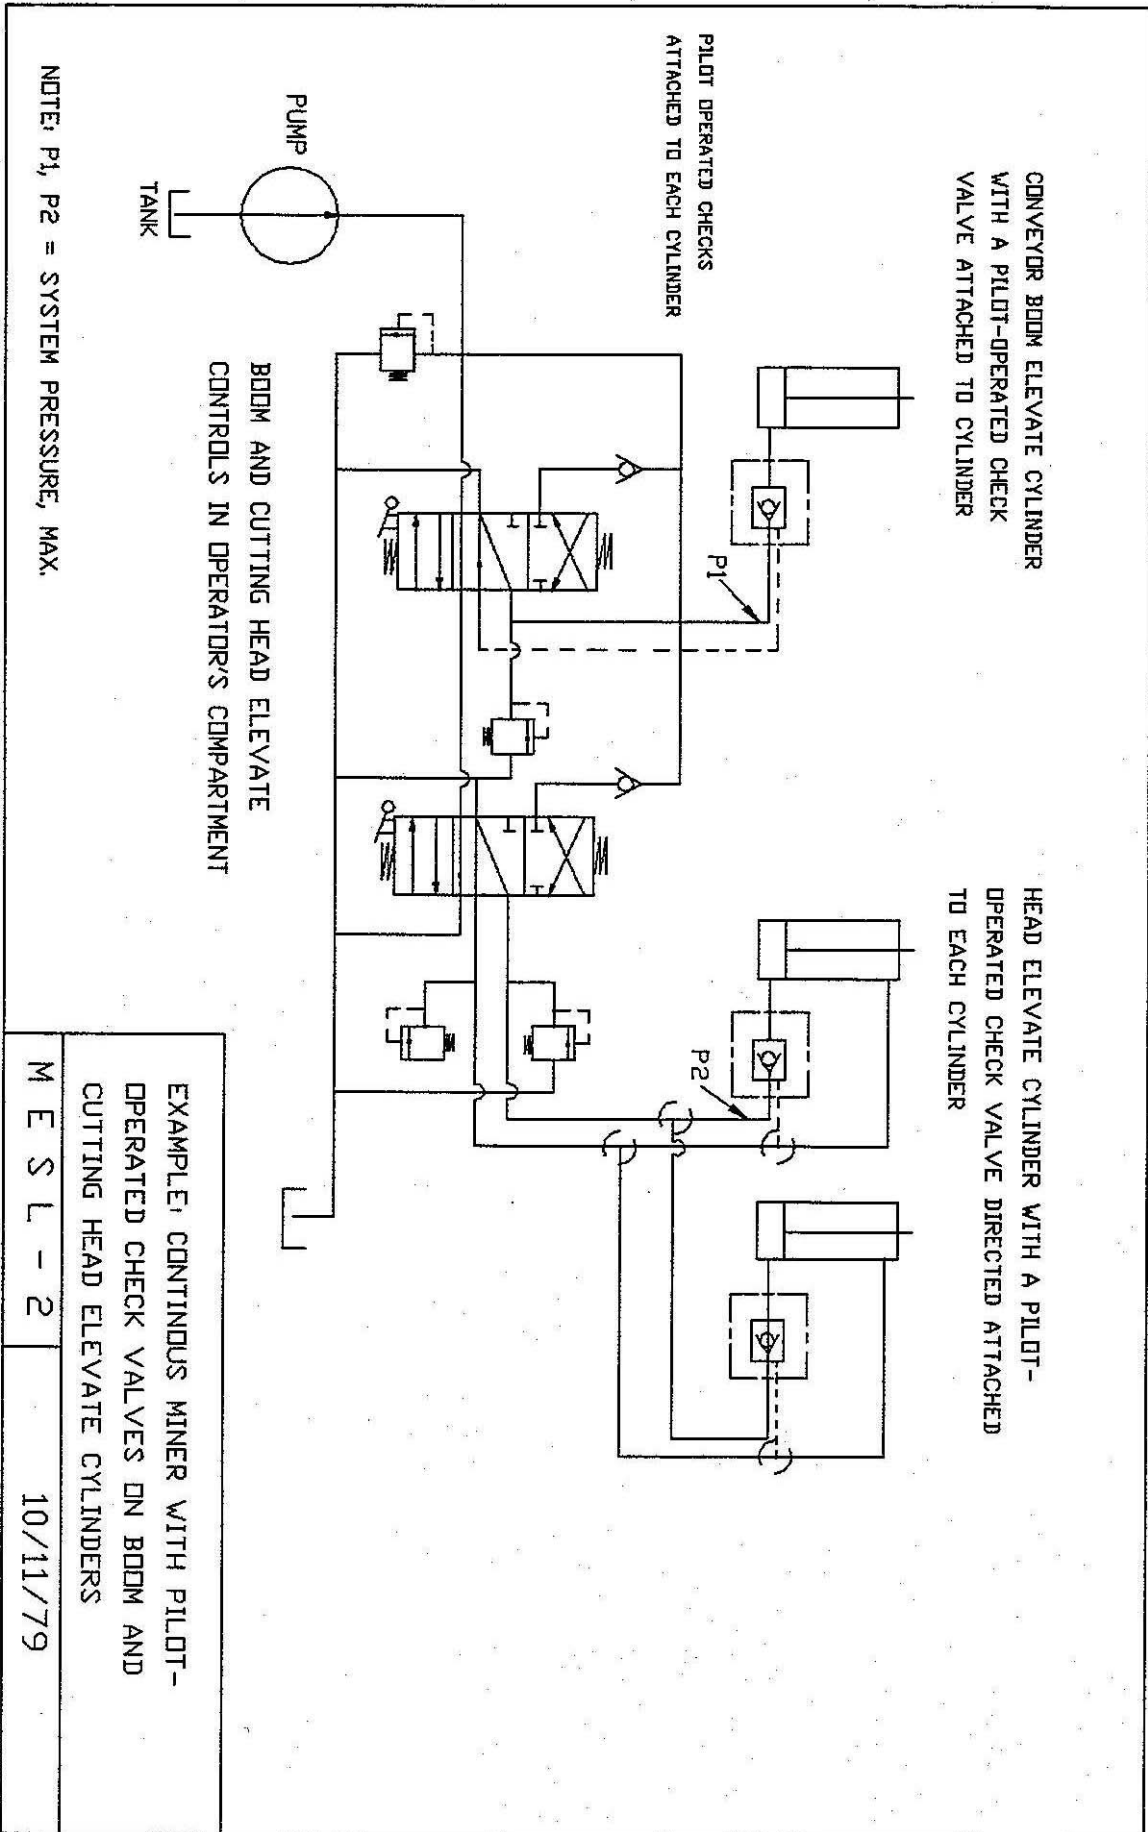 CONVEYOR BOOM ELEVATE CYLINDER
WITH A PILOT-OPERATED CHECK
VALVE ATTACHED TO CYLINDER
HEAD ELEVATE CYLINDER WITH A PILOT-
OPERATED CHECK VALVE DIRECTED ATTACHED
TO EACH CYLINDER
PILOT OPERATED CHECKS
ATTACHED TO EACH CYLINDER
P1
P2
PUMP
TANK
BOOM AND CUTTING HEAD ELEVATE
CONTROLS IN OPERATOR'S COMPARTMENT
NOTE: P1, P2 = SYSTEM PRESSURE, MAX.
EXAMPLE: CONTINOUS MINER WITH PILOT-
OPERATED CHECK VALVES ON BOOM AND
CUTTING HEAD ELEVATE CYLINDERS
MESL-2
10/11/79